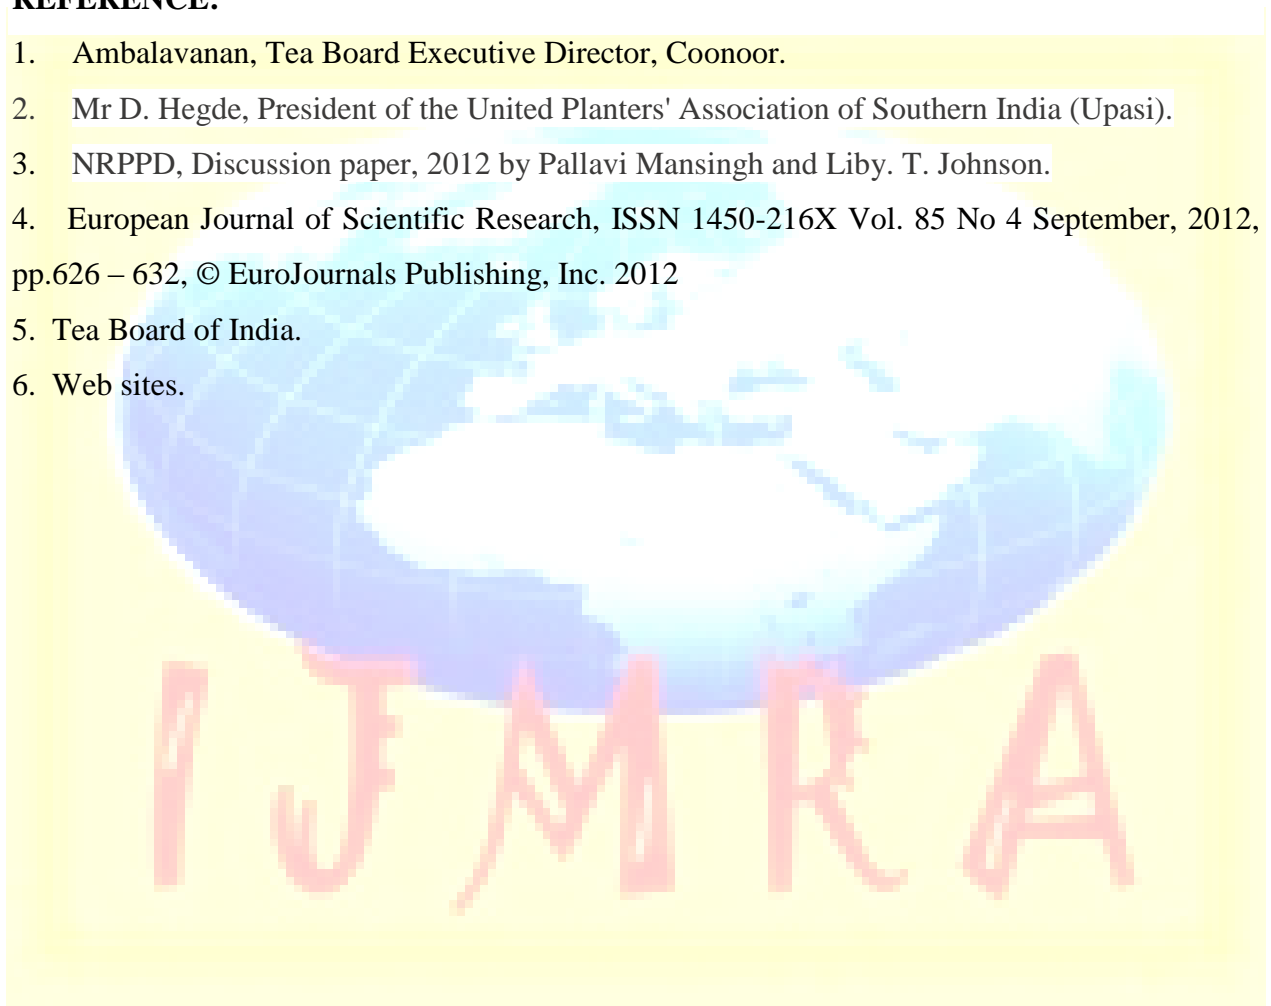 REFERENCE:
1. Ambalavanan, Tea Board Executive Director, Coonoor.
2. Mr D. Hegde, President of the United Planters' Association of Southern India (Upasi).
3. NRPPD, Discussion paper, 2012 by Pallavi Mansingh and Liby. T. Johnson.
4. European Journal of Scientific Research, ISSN 1450-216X Vol. 85 No 4 September, 2012,
pp.626 – 632, © EuroJournals Publishing, Inc. 2012
5. Tea Board of India.
6. Web sites.
IJMRA